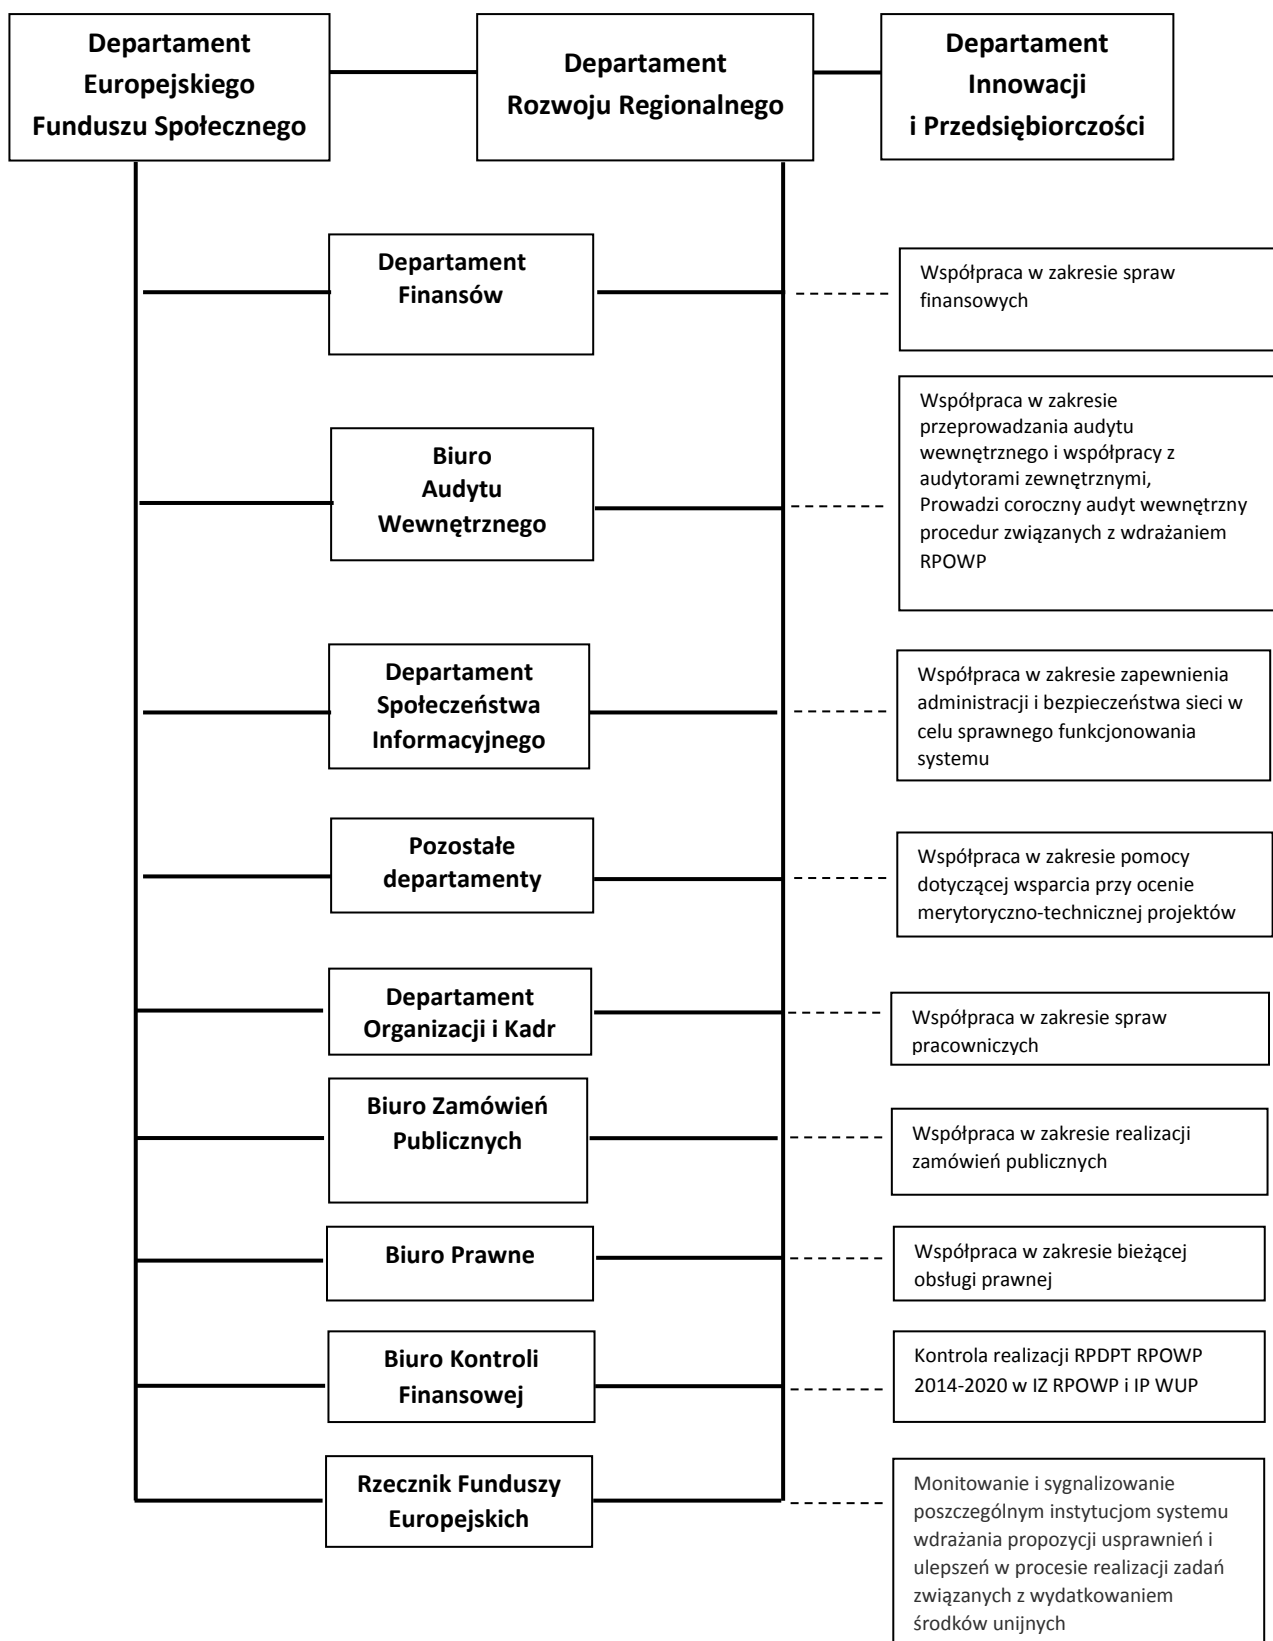 Departament
Europejskiego
Funduszu Społecznego
Departament
Rozwoju Regionalnego
Departament
Innowacji
i Przedsiębiorczości
Departament
Finansów
Współpraca w zakresie spraw
finansowych
Biuro
Audytu
Wewnętrznego
Współpraca w zakresie
przeprowadzania audytu
wewnętrznego i współpracy z
audytorami zewnętrznymi,
Prowadzi coroczny audyt wewnętrzny
procedur związanych z wdrażaniem
RPOWP
Departament
Społeczeństwa
Informacyjnego
Współpraca w zakresie zapewnienia
administracji i bezpieczeństwa sieci w
celu sprawnego funkcjonowania
systemu
Pozostałe
departamenty
Współpraca w zakresie pomocy
dotyczącej wsparcia przy ocenie
merytoryczno-technicznej projektów
Departament
Organizacji i Kadr
Współpraca w zakresie spraw
pracowniczych
Biuro Zamówień
Publicznych
Współpraca w zakresie realizacji
zamówień publicznych
Biuro Prawne
Współpraca w zakresie bieżącej
obsługi prawnej
Biuro Kontroli
Finansowej
Kontrola realizacji RPDPT RPOWP
2014-2020 w IZ RPOWP i IP WUP
Rzecznik Funduszy
Europejskich
Monitowanie i sygnalizowanie
poszczególnym instytucjom systemu
wdrażania propozycji usprawnień i
ulepszeń w procesie realizacji zadań
związanych z wydatkowaniem
środków unijnych